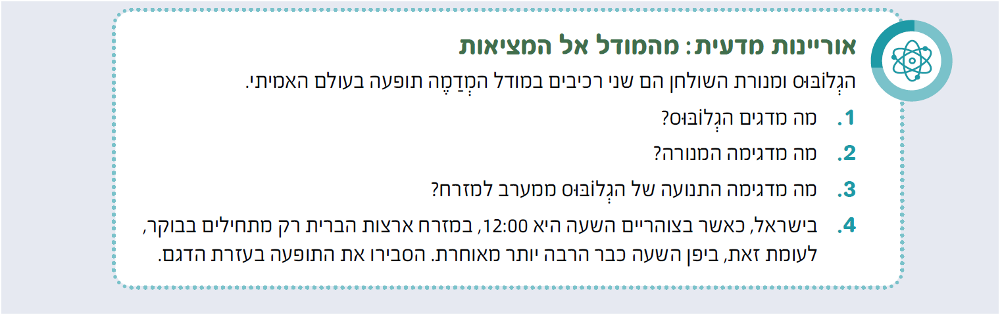 אוריינות מדעית: מהמודל אל המציאות
הגְלוֹבּוּס ומנורת השולחן הם שני רכיבים במודל המְדַמֶה תופעה בעולם האמיתי.
1. מה מדגים הגְלוֹבּוּס?
2. מה מדגימה המנורה?
3. מה מדגימה התנועה של הגְלוֹבּוּס ממערב למזרח?
4. בישראל, כאשר בצוהריים השעה היא 12:00, במזרח ארצות הברית רק מתחילים בבוקר,
לעומת זאת, ביפן השעה כבר הרבה יותר מאוחרת. הסבירו את התופעה בעזרת הדגם.